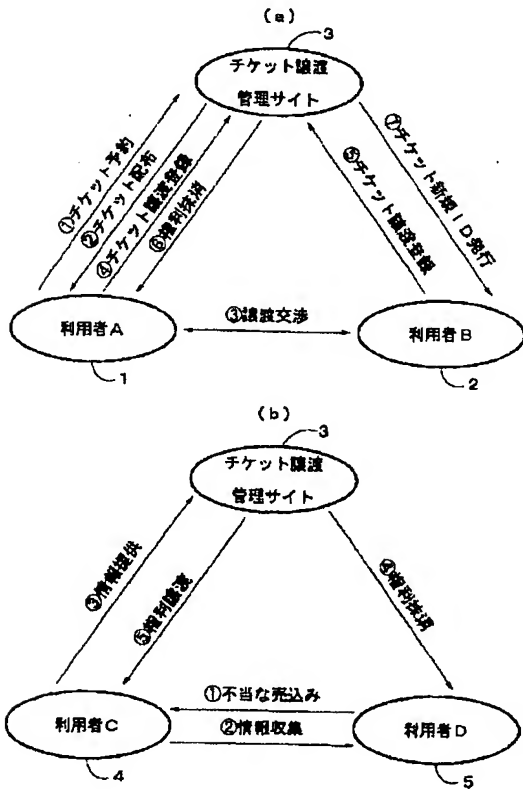 (a)
3
チケット譲渡
管理サイト
①チケット予約
②チケット配布
④チケット譲渡登録
⑥権利抹消
⑤チケット譲渡登録
⑦チケット新規ID発行
利用者A
③譲渡交渉
利用者B
1
2
(b)
3
チケット譲渡
管理サイト
③情報提供
⑤権利譲渡
④権利抹消
①不当な売込み
②情報収集
利用者C
利用者D
4
5